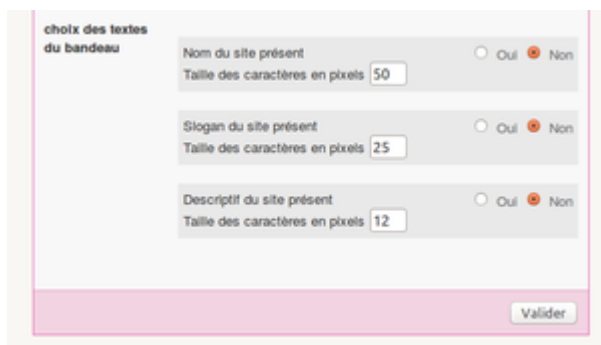 choix des textes
du bandeau
Nom du site présent
Oui Non
Taille des caractères en pixels 50
Slogan du site présent
Oui Non
Taille des caractères en pixels 25
Descriptif du site présent
Oui Non
Taille des caractères en pixels 12
Valider